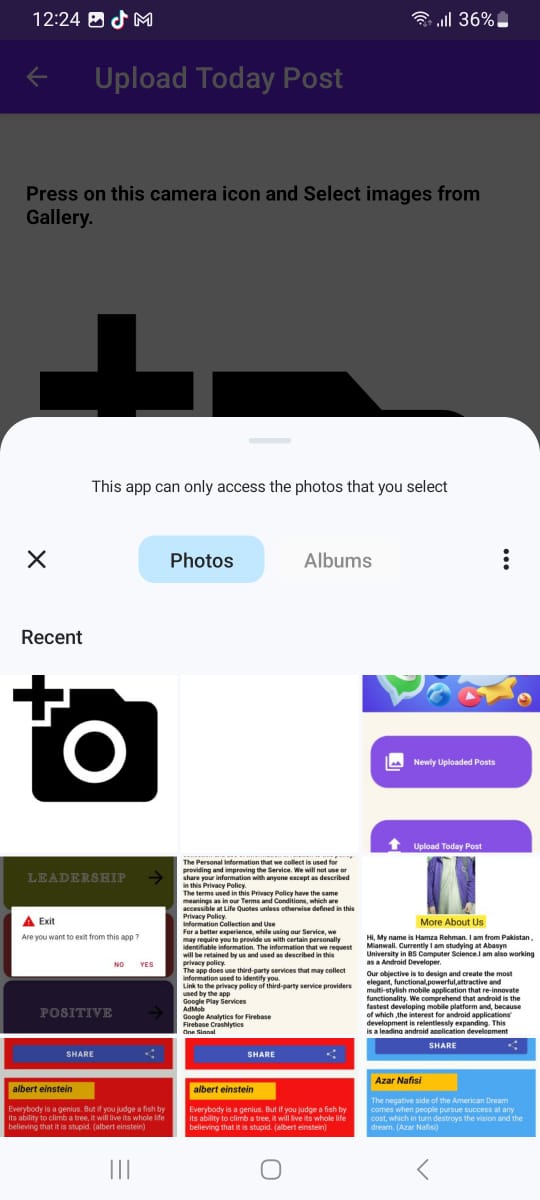 12:24
36%
Upload Today Post
Press on this camera icon and Select images from
Gallery.
This app can only access the photos that you select
Photos
Albums
Recent
Newly Uploaded Posts
Upload Today Post
LEADERSHIP
Exit
Are you want to exit from this app ?
NO YES
POSITIVE
The Personal Information that we collect is used for
providing and improving the Service. We will not use or
share your information with anyone except as described
in this Privacy Policy.
The terms used in this Privacy Policy have the same
meanings as in our Terms and Conditions, which are
accessible at Life Quotes unless otherwise defined in this
Privacy Policy.
Information Collection and Use
For a better experience, while using our Service, we
may require you to provide us with certain personally
identifiable information. The information that we request
will be retained by us and used as described in this
privacy policy.
The app does use third-party services that may collect
information used to identify you.
Link to the privacy policy of third-party service providers
used by the app
Google Play Services
AdMob
Google Analytics for Firebase
Firebase Crashlytics
One Signal
More About Us
Hi, My name is Hamza Rehman. I am from Pakistan ,
Mianwali. Currently I am studying at Abasyn
University in BS Computer Science.I am also working
as a Android Developer.
Our objective is to design and create the most
elegant, functional,powerful,attractive and
multi-stylish mobile application that re-innovate
functionality. We comprehend that android is the
fastest developing mobile platform and, because
of which ,the interest for android applications'
development is relentlessly expanding. This
is a leading android application development
SHARE
albert einstein
Everybody is a genius. But if you judge a fish by
its ability to climb a tree, it will live its whole life
believing that it is stupid. (albert einstein)
SHARE
albert einstein
Everybody is a genius. But if you judge a fish by
its ability to climb a tree, it will live its whole life
believing that it is stupid. (albert einstein)
SHARE
Azar Nafisi
The negative side of the American Dream
comes when people pursue success at any
cost, which in turn destroys the vision and the
dream. (Azar Nafisi)